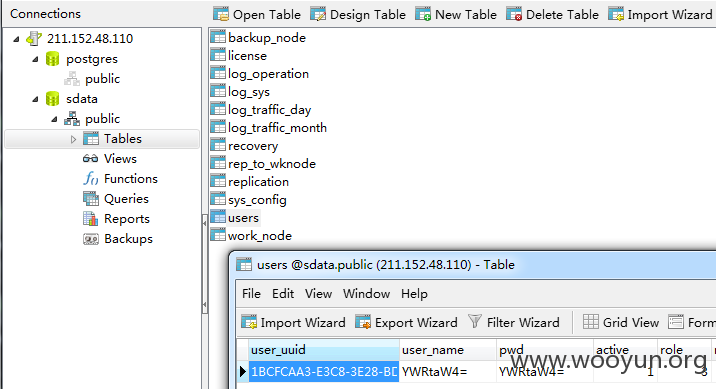 Connections
Open Table Design Table New Table Delete Table Import Wizard
211.152.48.110
postgres
public
sdata
public
Tables
Views
Functions
Queries
Reports
Backups
backup_node
license
log_operation
log_sys
log_traffic_day
log_traffic_month
recovery
rep_to_wknode
replication
sys_config
users
work_node
users @sdata.public (211.152.48.110) - Table
File Edit View Window Help
Import Wizard Export Wizard Filter Wizard Grid View Form
user_uuid user_name pwd active role
1BCFCAA3-E3C8-3E28-BD YWRtaW4= YWRtaW4= 1 3
www.wooyun.org